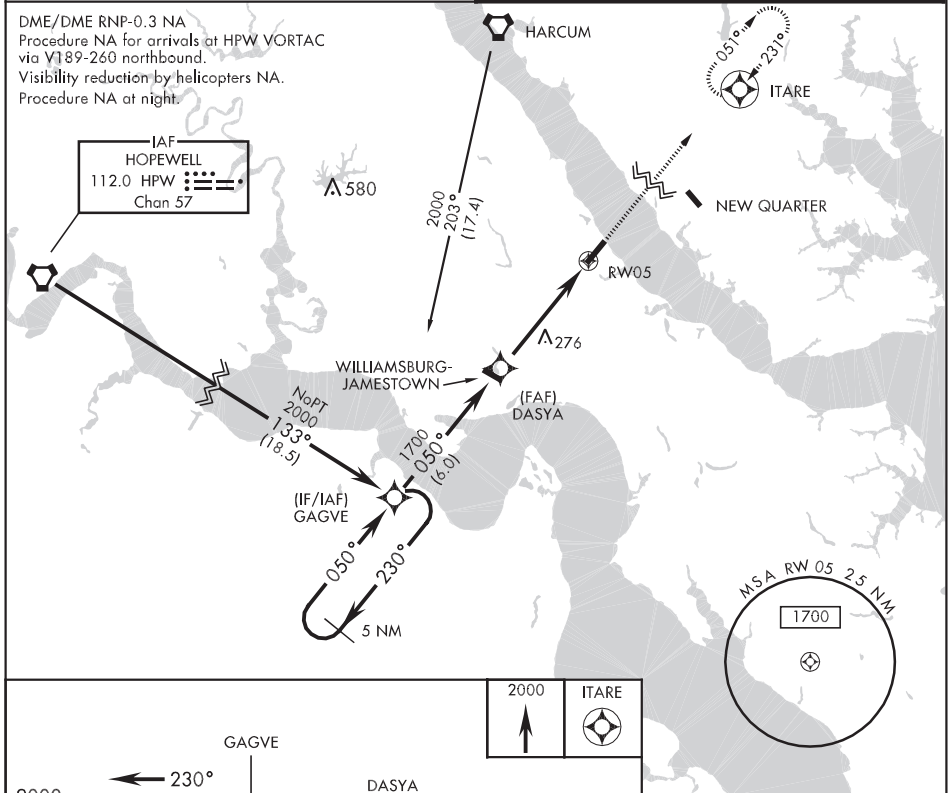 DME/DME RNP-0.3 NA
Procedure NA for arrivals at HPW VORTAC
via V189-260 northbound.
Visibility reduction by helicopters NA.
Procedure NA at night.
HARCUM
051°
231°
ITARE
IAF
HOPEWELL
112.0 HPW
Chan 57
580
2000
203°
(17.4)
NEW QUARTER
RW05
276
WILLIAMSBURG-
JAMESTOWN
(FAF)
DASYA
NoPT
2000
133°
(18.5)
1700
050°
(6.0)
(IF/IAF)
GAGVE
050°
230°
5 NM
MSA RW 05 25 NM
1700
2000
ITARE
GAGVE
230°
DASYA